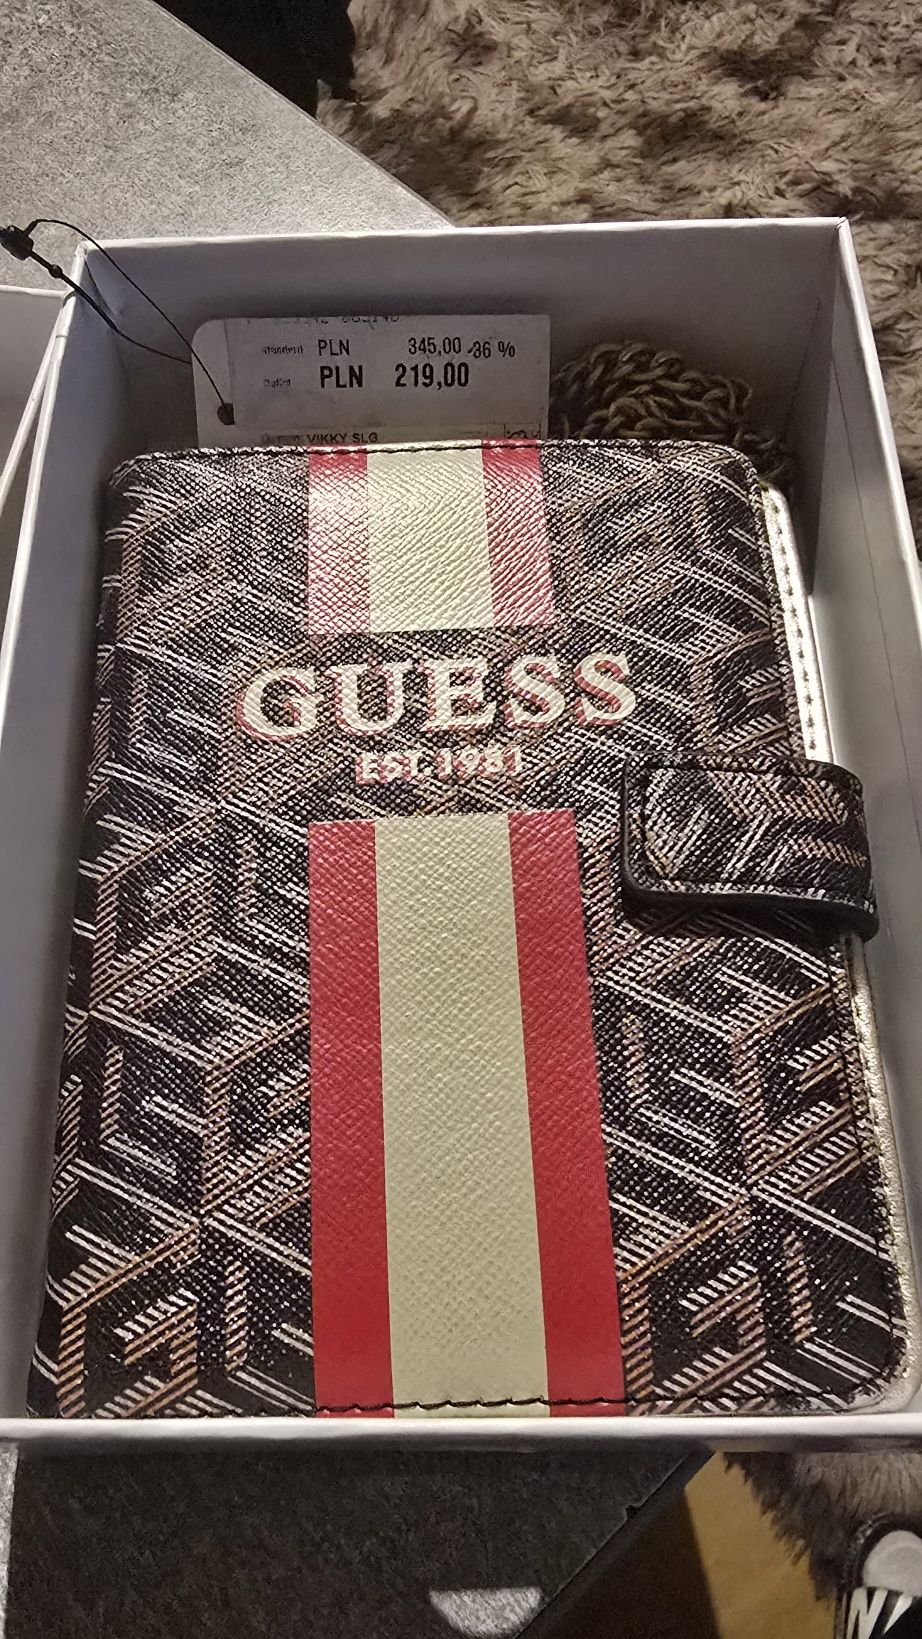 PLN 345,00 -36 %
PLN 219,00
VIKKY SLG
GUESS
EST. 1981